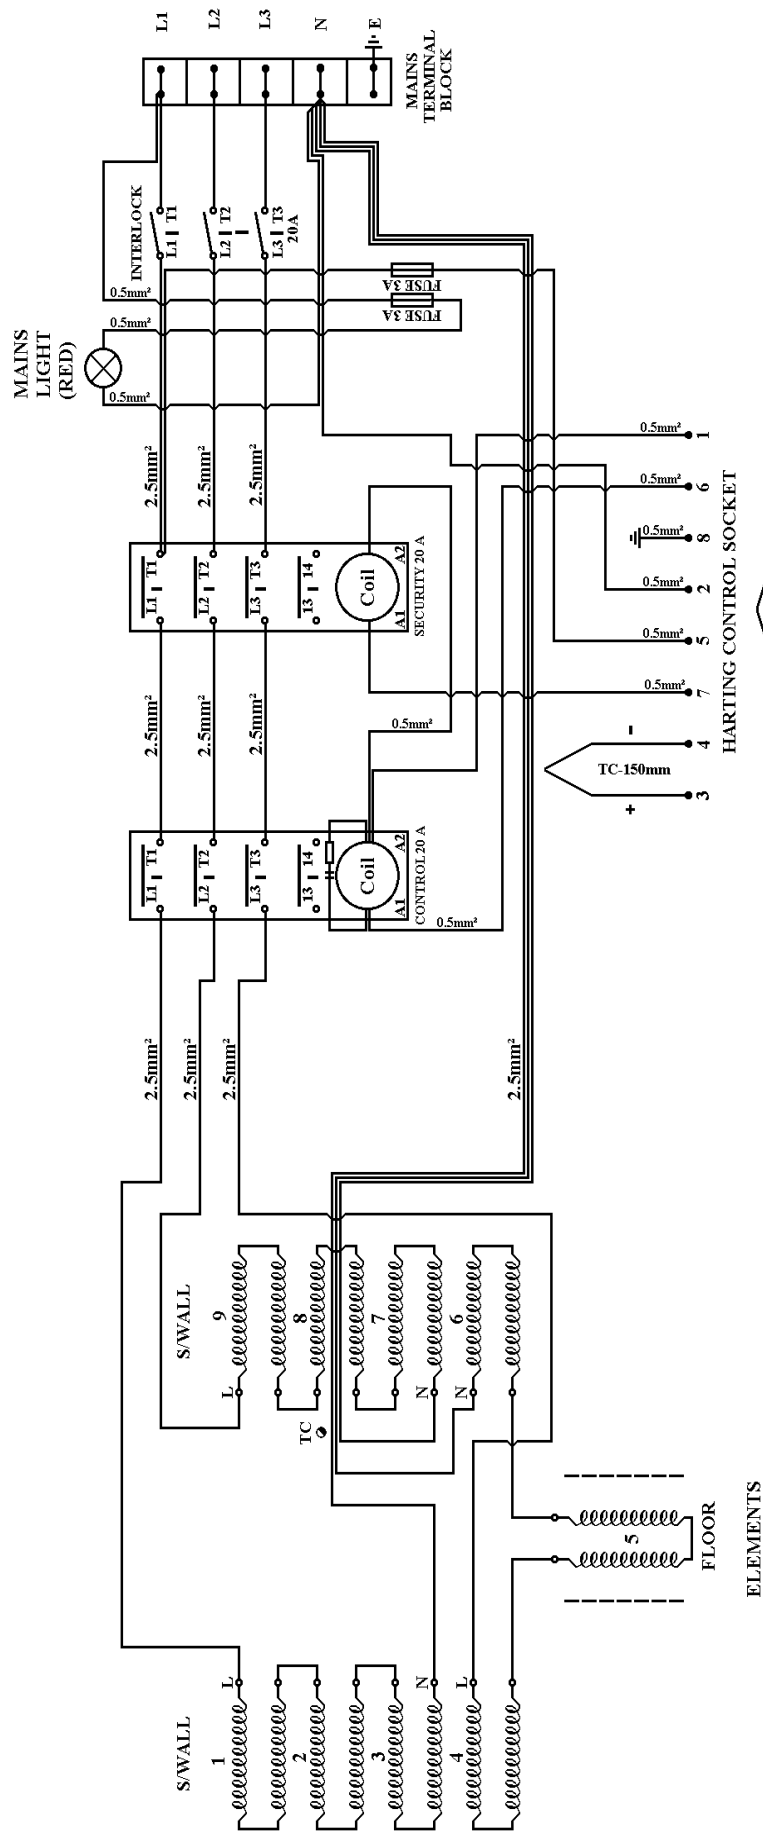 L1
L2
L3
N
E
MAINS
TERMINAL
BLOCK
INTERLOCK
L1 T1
L2 T2
L3 T3
20A
FUSE 3A
FUSE 3A
0.5mm²
0.5mm²
0.5mm²
MAINS
LIGHT
(RED)
2.5mm²
2.5mm²
2.5mm²
L1 T1
L2 T2
L3 T3
13 14
Coil
A1 A2
SECURITY 20 A
2.5mm²
2.5mm²
2.5mm²
0.5mm²
L1 T1
L2 T2
L3 T3
13 14
Coil
A1 A2
CONTROL 20 A
0.5mm²
0.5mm² 1
0.5mm² 6
0.5mm² 8
0.5mm² 2
0.5mm² 5
0.5mm² 7
- 4
TC-150mm
+ 3
HARTING CONTROL SOCKET
2.5mm²
2.5mm²
2.5mm²
2.5mm²
S/WALL
9
8
7
6
L
N
N
TC
S/WALL
1
2
3
4
L
N
L
5
FLOOR
ELEMENTS